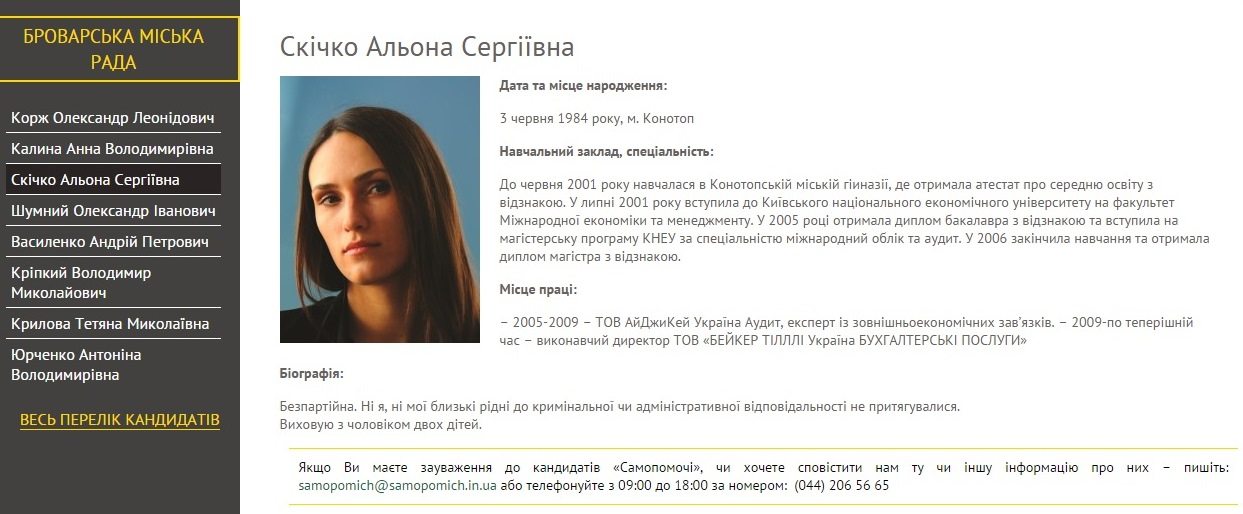 БРОВАРСЬКА МІСЬКА
РАДА
Корж Олександр Леонідович
Калина Анна Володимирівна
Скічко Альона Сергіївна
Шумний Олександр Іванович
Василенко Андрій Петрович
Кріпкий Володимир
Миколайович
Крилова Тетяна Миколаївна
Юрченко Антоніна
Володимирівна
ВЕСЬ ПЕРЕЛІК КАНДИДАТІВ
Скічко Альона Сергіївна
Дата та місце народження:
3 червня 1984 року, м. Конотоп
Навчальний заклад, спеціальність:
До червня 2001 року навчалася в Конотопській міській гіиназії, де отримала атестат про середню освіту з
відзнакою. У липні 2001 року вступила до Київського національного економічного університету на факультет
Міжнародної економіки та менеджменту. У 2005 році отримала диплом бакалавра з відзнакою та вступила на
магістерську програму КНЕУ за спеціальністю міжнародний облік та аудит. У 2006 закінчила навчання та отримала
диплом магістра з відзнакою.
Місце праці:
– 2005-2009 – ТОВ АйДжиКей Україна Аудит, експерт із зовнішньоекономічних зав’язків. – 2009-по теперішній
час – виконавчий директор ТОВ «БЕЙКЕР ТІЛЛЛІ Україна БУХГАЛТЕРСЬКІ ПОСЛУГИ»
Біографія:
Безпартійна. Ні я, ні мої близькі рідні до кримінальної чи адміністративної відповідальності не притягувалися.
Виховую з чоловіком двох дітей.
Якщо Ви маєте зауваження до кандидатів «Самопомочі», чи хочете сповістити нам ту чи іншу інформацію про них – пишіть:
samopomich@samopomich.in.ua або телефонуйте з 09:00 до 18:00 за номером: (044) 206 56 65